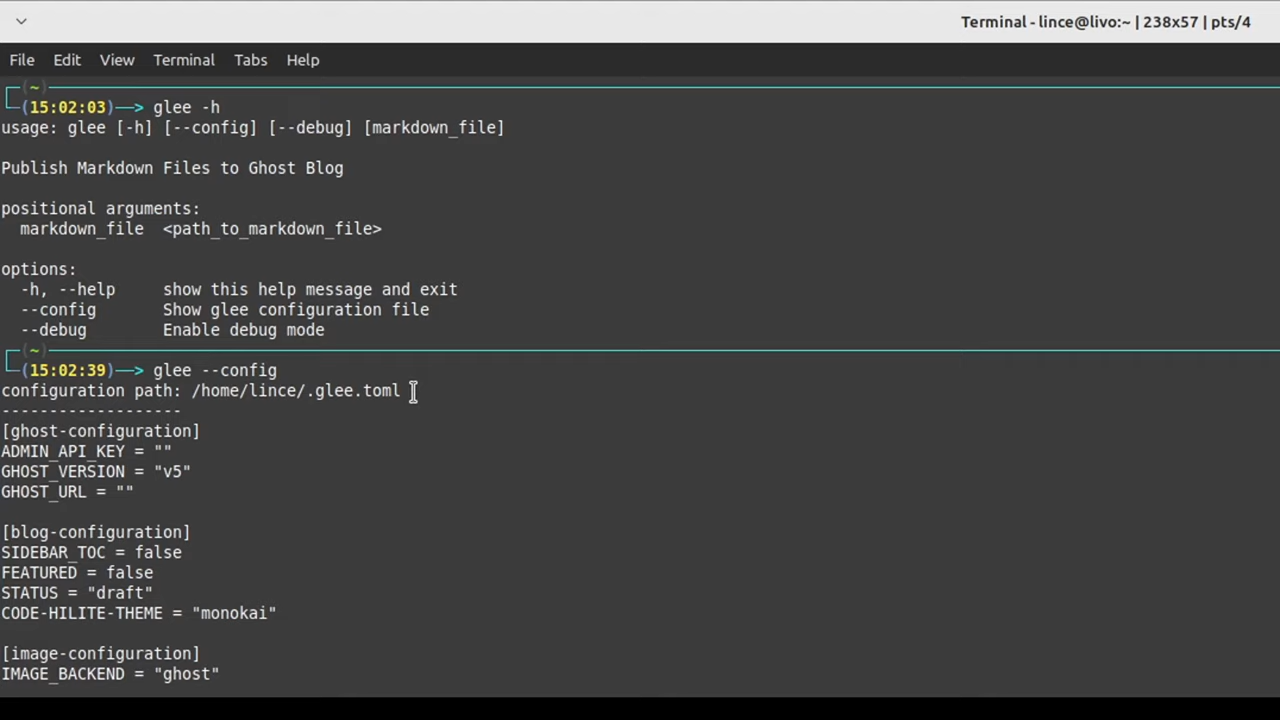 Terminal - lince@livo:~ | 238x57 | pts/4
File Edit View Terminal Tabs Help
(~)
(15:02:03)──> glee -h
usage: glee [-h] [--config] [--debug] [markdown_file]
Publish Markdown Files to Ghost Blog
positional arguments:
markdown_file <path_to_markdown_file>
options:
-h, --help show this help message and exit
--config Show glee configuration file
--debug Enable debug mode
(~)
(15:02:39)──> glee --config
configuration path: /home/lince/.glee.toml
-------------------
[ghost-configuration]
ADMIN_API_KEY = ""
GHOST_VERSION = "v5"
GHOST_URL = ""
[blog-configuration]
SIDEBAR_TOC = false
FEATURED = false
STATUS = "draft"
CODE-HILITE-THEME = "monokai"
[image-configuration]
IMAGE_BACKEND = "ghost"